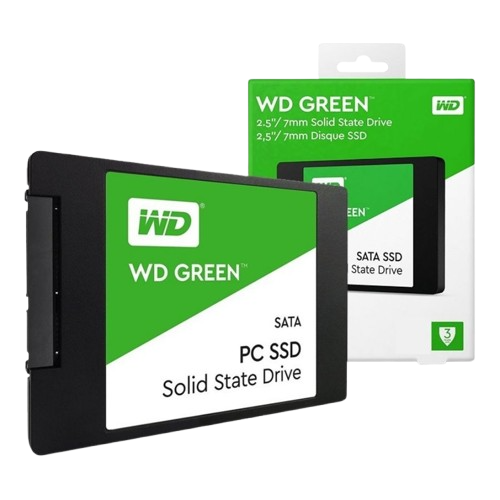 WD
WD GREEN™
SATA
PC SSD
Solid State Drive
WD GREEN™
WD
2.5"/ 7mm Solid State Drive
2,5"/ 7mm Disque SSD
GREEN™
SATA SSD
d State Drive
3